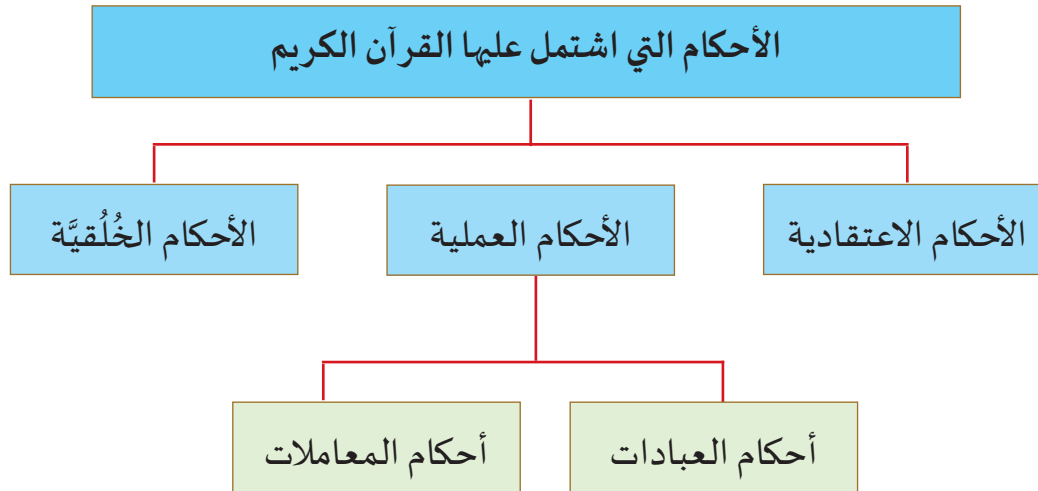 الأحكام التي اشتمل عليها القرآن الكريم
الأحكام الاعتقادية
الأحكام العملية
الأحكام الخُلُقيَّة
أحكام العبادات
أحكام المعاملات